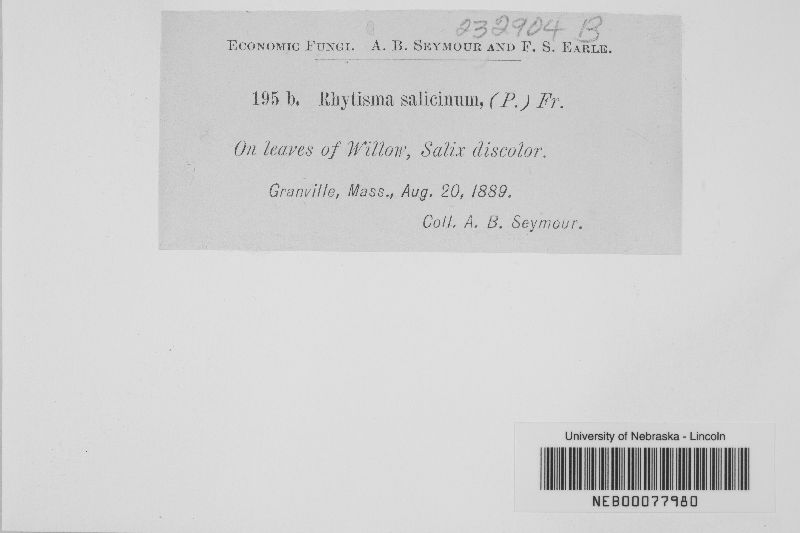 232904 B
Economic Fungi. A. B. Seymour and F. S. Earle.
195 b. Rhytisma salicinum, (P.) Fr.
On leaves of Willow, Salix discolor.
Granville, Mass., Aug. 20, 1889.
Coll. A. B. Seymour.
University of Nebraska - Lincoln
NEB00077980